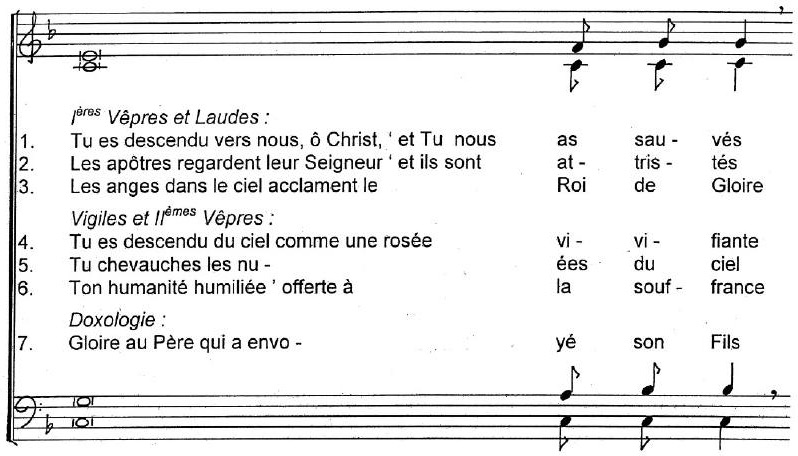 Ières Vêpres et Laudes :
1. Tu es descendu vers nous, ô Christ, ‘ et Tu nous as sau - vés
2. Les apôtres regardent leur Seigneur ‘ et ils sont at - tris - tés
3. Les anges dans le ciel acclament le Roi de Gloire
Vigiles et IIèmes Vêpres :
4. Tu es descendu du ciel comme une rosée vi - vi - fiante
5. Tu chevauches les nu - ées du ciel
6. Ton humanité humiliée ’ offerte à la souf - france
Doxologie :
7. Gloire au Père qui a envo - yé son Fils